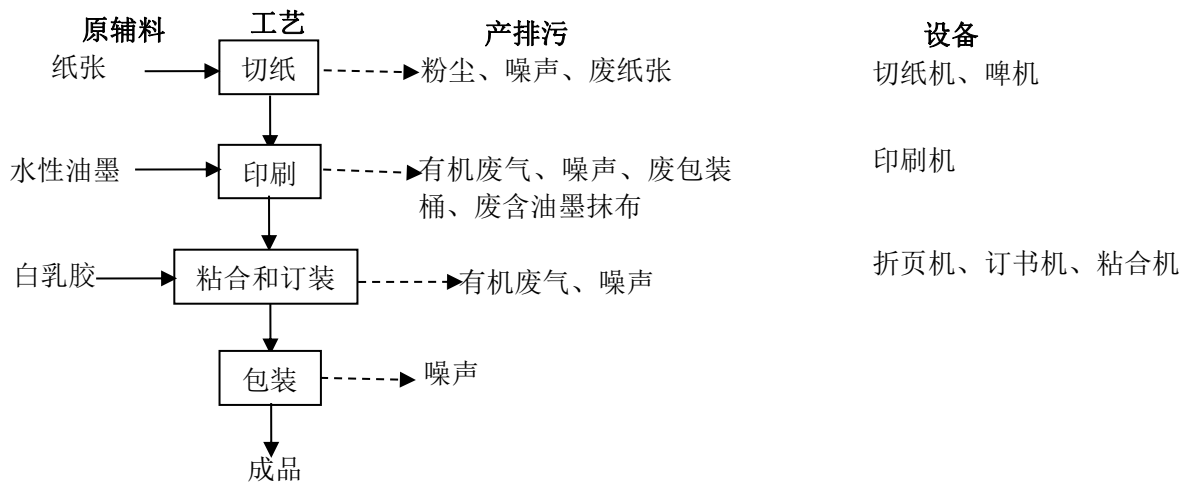 原辅料 工艺 产排污 设备
纸张 切纸 粉尘、噪声、废纸张 切纸机、啤机
水性油墨 印刷 有机废气、噪声、废包装 印刷机
桶、废含油墨抹布
白乳胶 粘合和订装 有机废气、噪声 折页机、订书机、粘合机
包装 噪声
成品